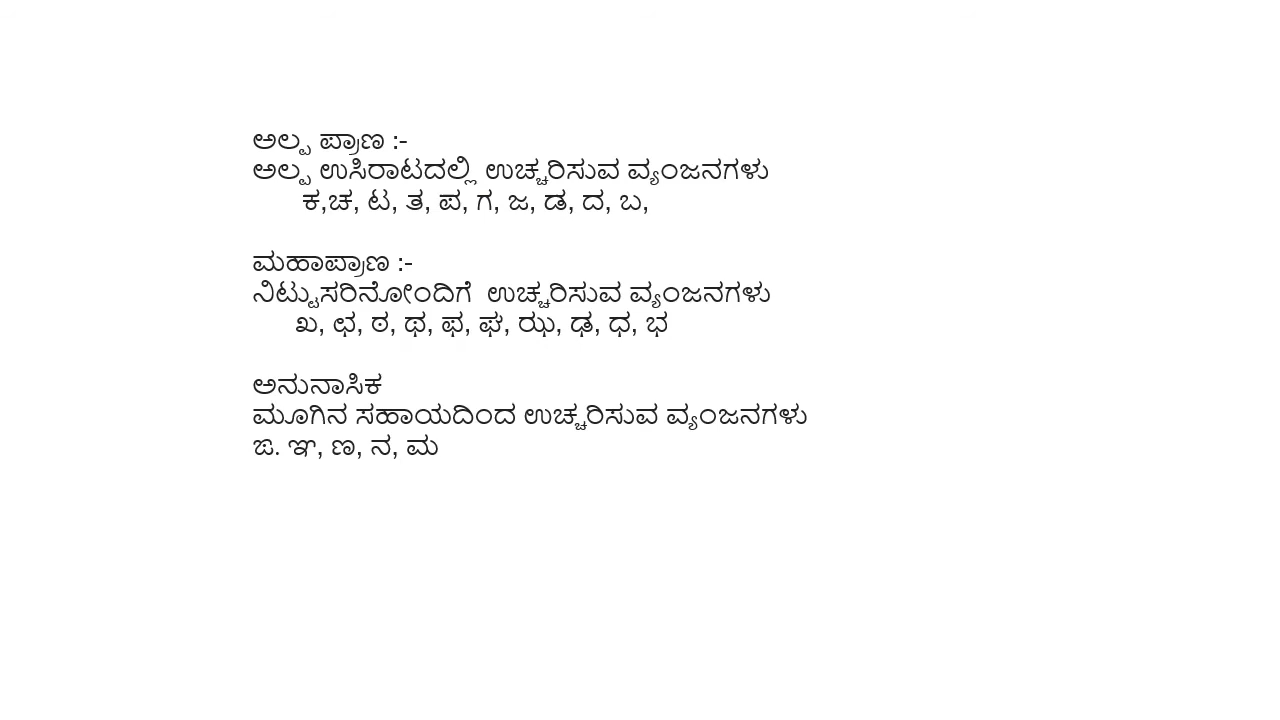 ಅಲ್ಪ ಪ್ರಾಣ :-
ಅಲ್ಪ ಉಸಿರಾಟದಲ್ಲಿ ಉಚ್ಚರಿಸುವ ವ್ಯಂಜನಗಳು
ಕ,ಚ, ಟ, ತ, ಪ, ಗ, ಜ, ಡ, ದ, ಬ,
ಮಹಾಪ್ರಾಣ :-
ನಿಟ್ಟುಸರಿನೋಂದಿಗೆ ಉಚ್ಚರಿಸುವ ವ್ಯಂಜನಗಳು
ಖ, ಛ, ಠ, ಥ, ಫ, ಘ, ಝ, ಢ, ಧ, ಭ
ಅನುನಾಸಿಕ
ಮೂಗಿನ ಸಹಾಯದಿಂದ ಉಚ್ಚರಿಸುವ ವ್ಯಂಜನಗಳು
ಙ. ಞ, ಣ, ನ, ಮ